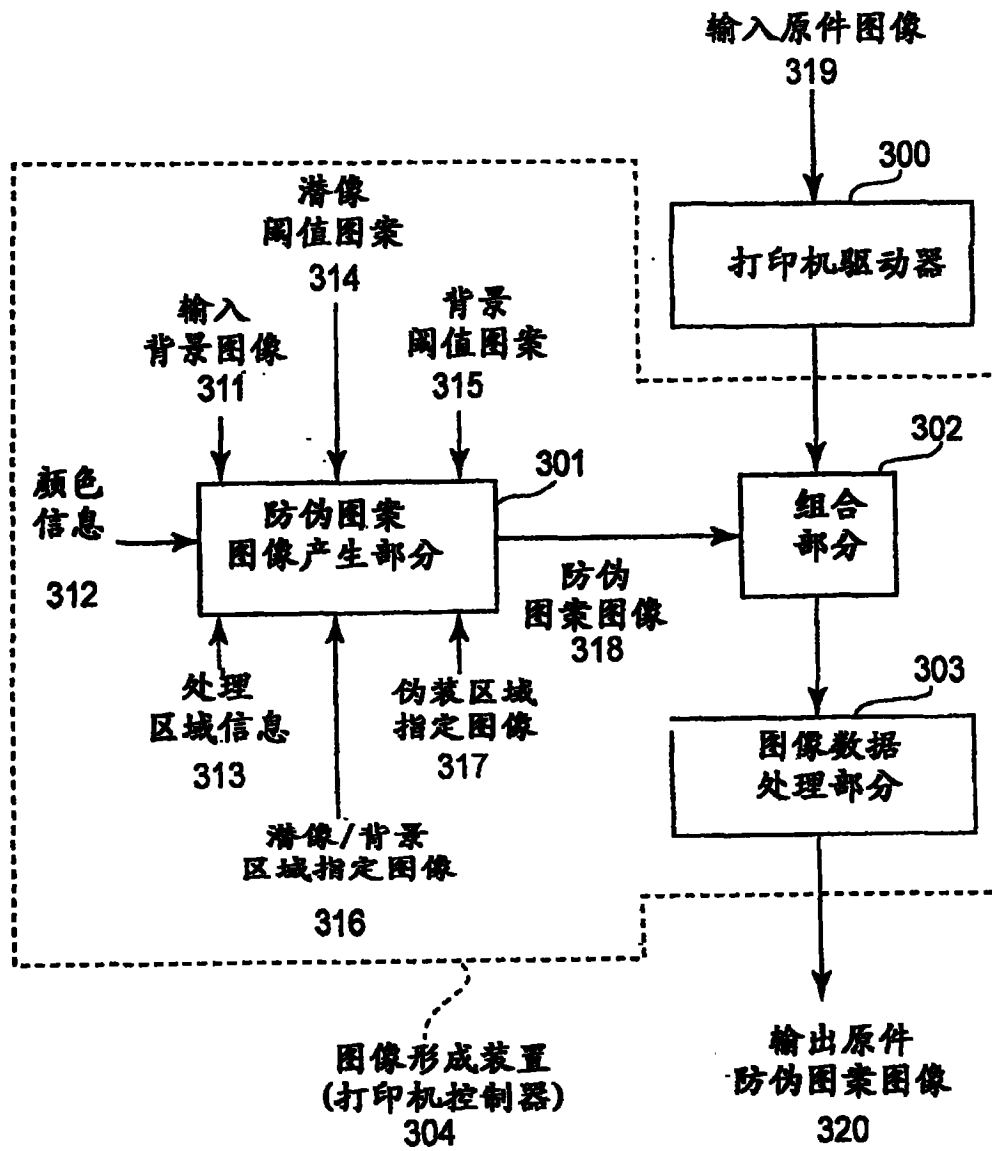 输入原件图像
319
300
打印机驱动器
潜像
阈值图案
314
输入
背景图像
311
背景
阈值图案
315
302
组合
部分
颜色
信息
312
301
防伪图案
图像产生部分
防伪
图案图像
318
处理
区域信息
313
伪装区域
指定图像
317
潜像/背景
区域指定图像
316
303
图像数据
处理部分
图像形成装置
(打印机控制器)
304
输出原件
防伪图案图像
320